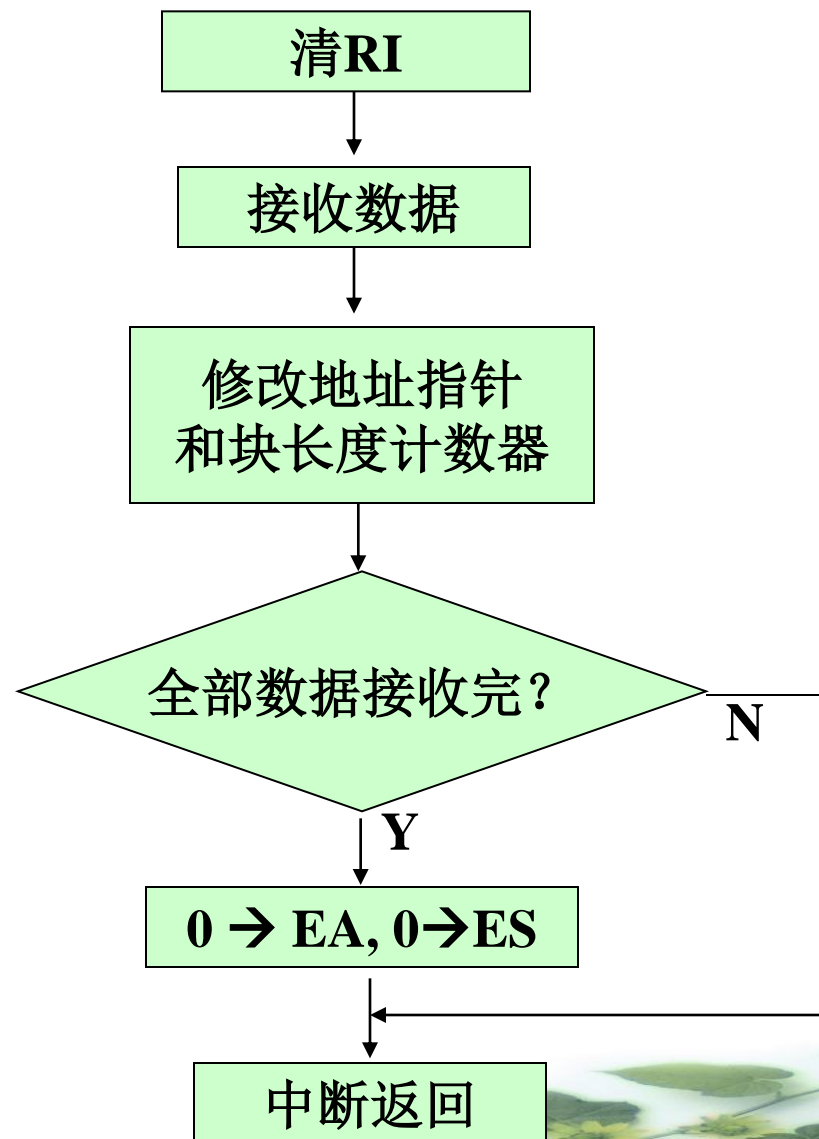 清RI
接收数据
修改地址指针
和块长度计数器
全部数据接收完？
N
Y
0 → EA, 0→ES
中断返回